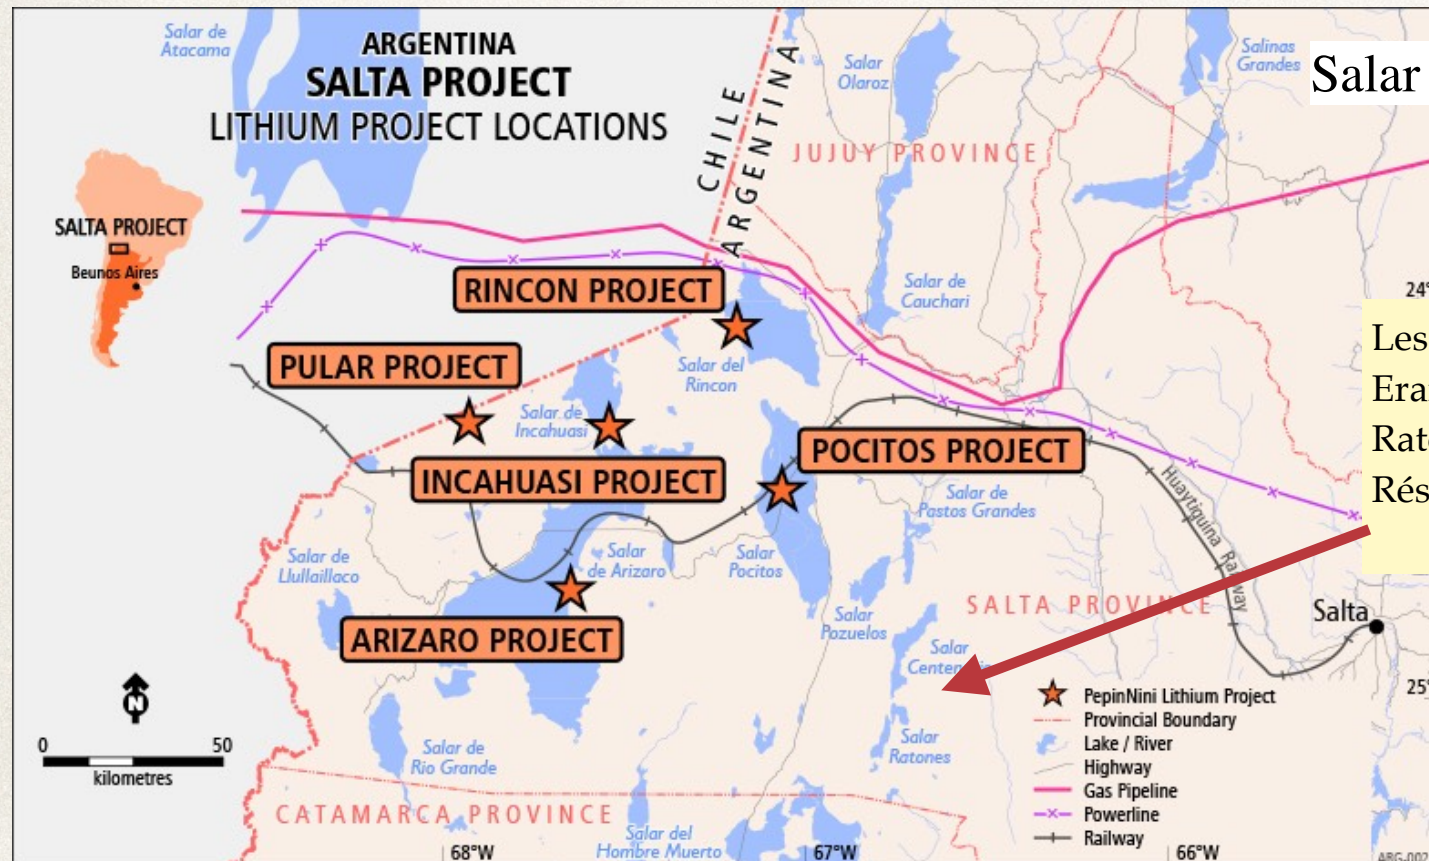 Salar de
Atacama
ARGENTINA
SALTA PROJECT
LITHIUM PROJECT LOCATIONS
CHILE
ARGENTINA
Salar
Olaroz
Salinas
Grandes
Salar
JUJUY PROVINCE
SALTA PROJECT
Beunos Aires
RINCON PROJECT
Salar de
Cauchari
24°
PULAR PROJECT
Salar del
Rincon
Les
Rés
Salar de
Incahuasi
POCITOS PROJECT
INCAHUASI PROJECT
Salar de
Pastos Grandes
Huaytiquina Railway
Salar de
Llullaillaco
Salar
de Arizaro
Salar
Pocitos
ARIZARO PROJECT
Salar
Pozuelos
SALTA PROVINCE
Salta
Salar
25°
N
0
50
kilometres
Salar de
Rio Grande
Salar
Ratones
PepinNini Lithium Project
Provincial Boundary
Lake / River
Highway
Gas Pipeline
Powerline
Railway
CATAMARCA PROVINCE
Salar del
Hombre Muerto
68°W
67°W
66°W